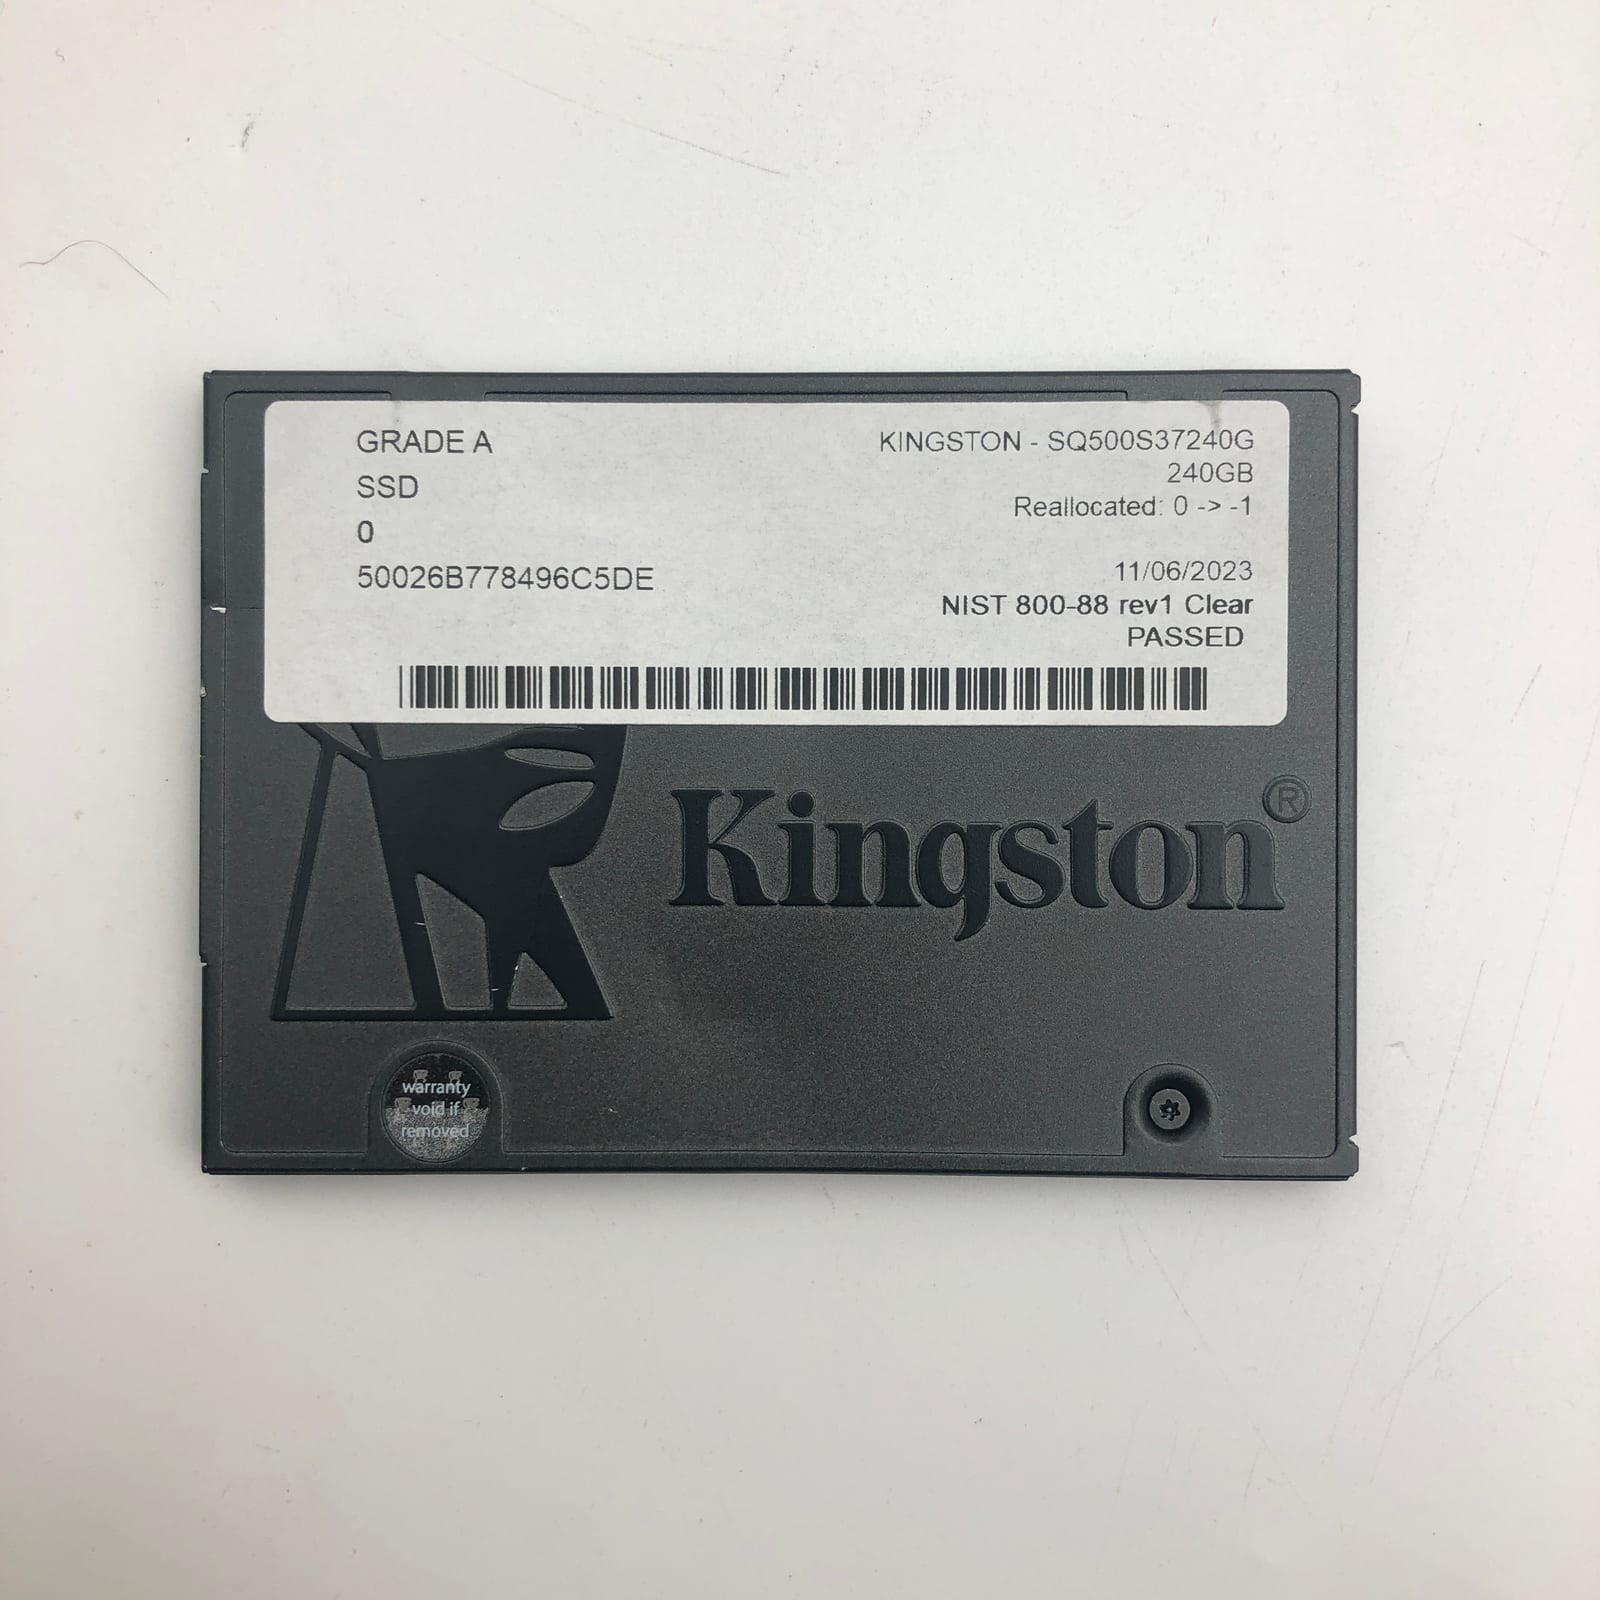 GRADE A
SSD
0
50026B778496C5DE
KINGSTON - SQ500S37240G
240GB
Reallocated: 0 -> -1
11/06/2023
NIST 800-88 rev1 Clear
PASSED
Kingston®
warranty
void if
removed